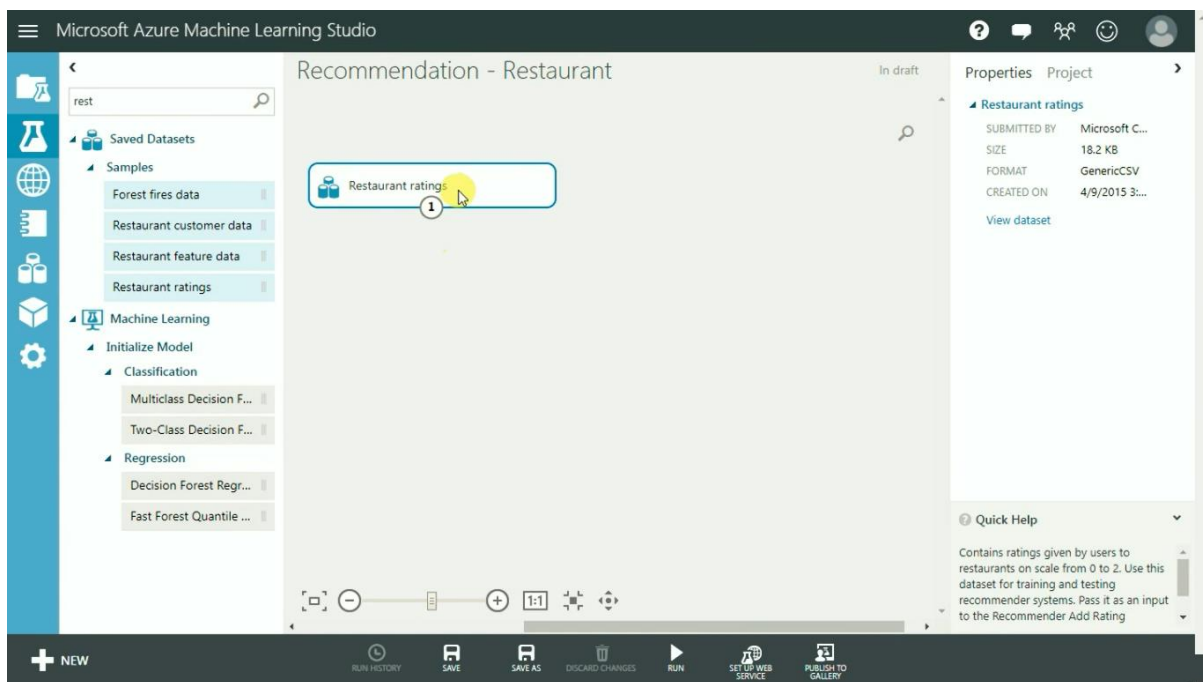 Microsoft Azure Machine Learning Studio
rest
Saved Datasets
Samples
Forest fires data
Restaurant customer data
Restaurant feature data
Restaurant ratings
Machine Learning
Initialize Model
Classification
Multiclass Decision F...
Two-Class Decision F...
Regression
Decision Forest Regr...
Fast Forest Quantile ...
Recommendation - Restaurant
In draft
Restaurant ratings
1
1:1
Properties Project
Restaurant ratings
SUBMITTED BY Microsoft C...
SIZE 18.2 KB
FORMAT GenericCSV
CREATED ON 4/9/2015 3:...
View dataset
Quick Help
Contains ratings given by users to
restaurants on scale from 0 to 2. Use this
dataset for training and testing
recommender systems. Pass it as an input
to the Recommender Add Rating
NEW
RUN HISTORY
SAVE
SAVE AS
DISCARD CHANGES
RUN
SET UP WEB
SERVICE
PUBLISH TO
GALLERY